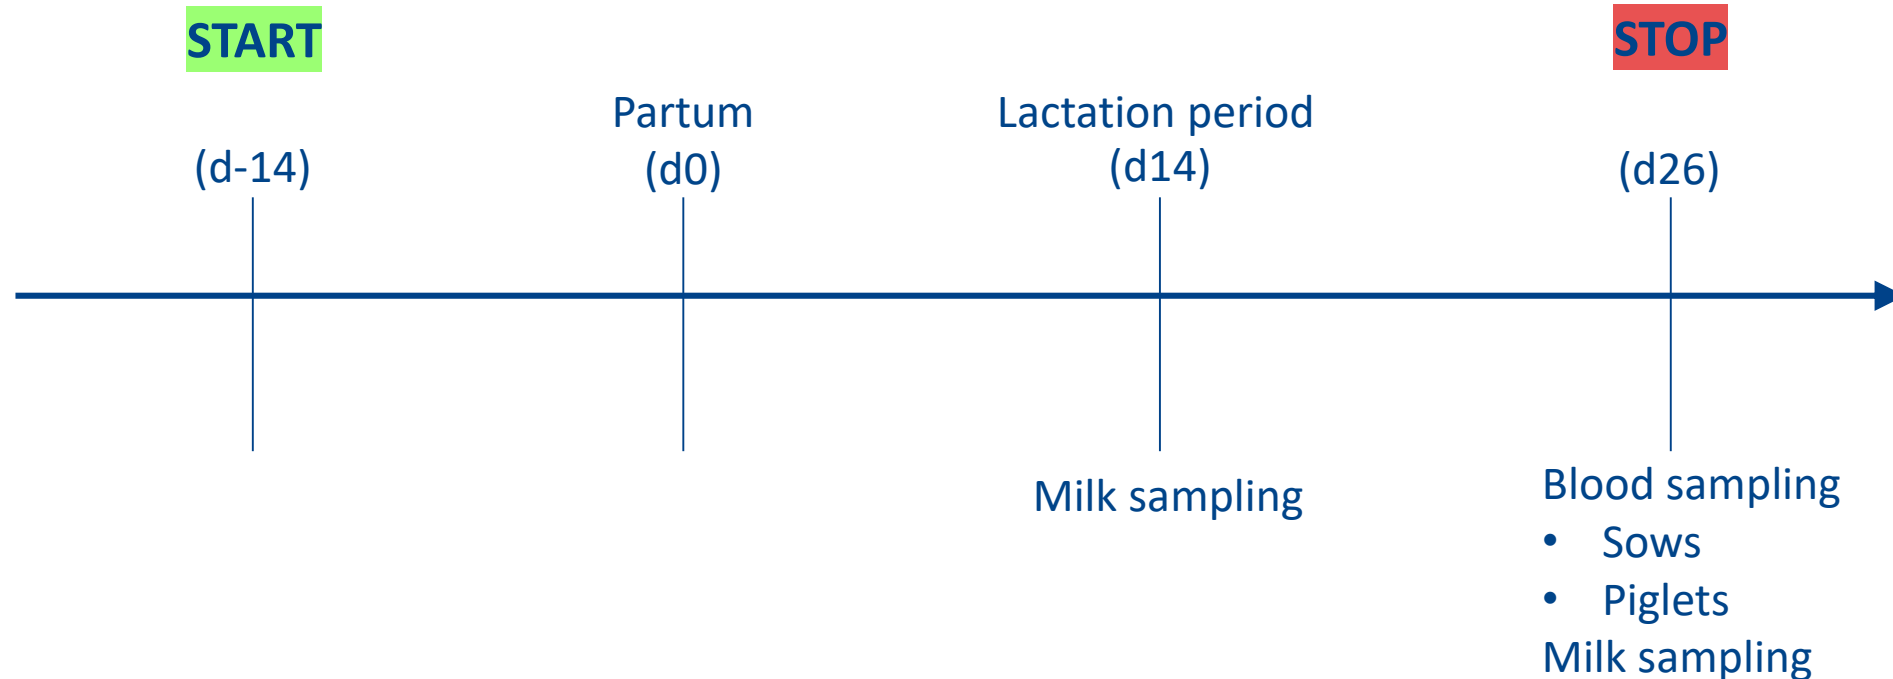 START
STOP
Partum
Lactation period
(d-14)
(d0)
(d14)
(d26)
Milk sampling
Blood sampling
• Sows
• Piglets
Milk sampling